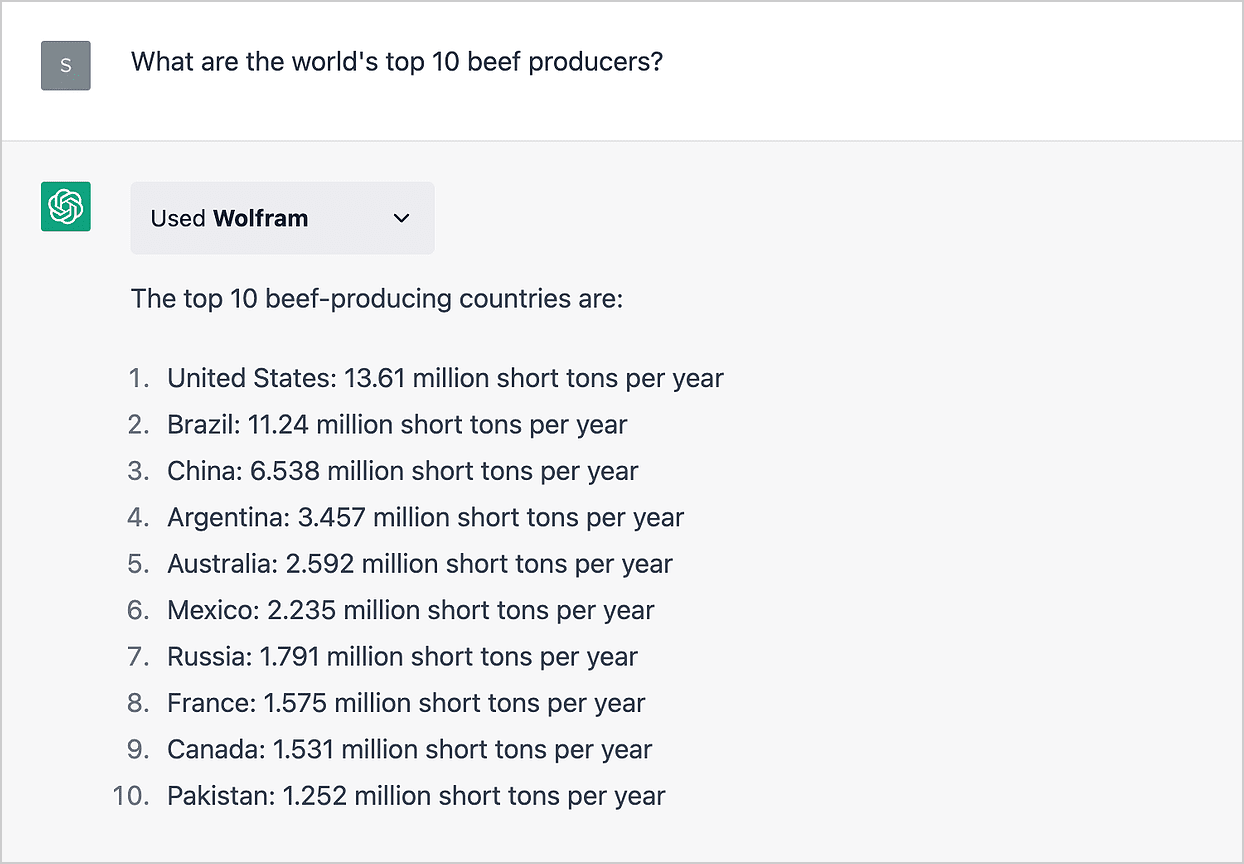 S
What are the world's top 10 beef producers?
Used Wolfram
The top 10 beef-producing countries are:
1. United States: 13.61 million short tons per year
2. Brazil: 11.24 million short tons per year
3. China: 6.538 million short tons per year
4. Argentina: 3.457 million short tons per year
5. Australia: 2.592 million short tons per year
6. Mexico: 2.235 million short tons per year
7. Russia: 1.791 million short tons per year
8. France: 1.575 million short tons per year
9. Canada: 1.531 million short tons per year
10. Pakistan: 1.252 million short tons per year